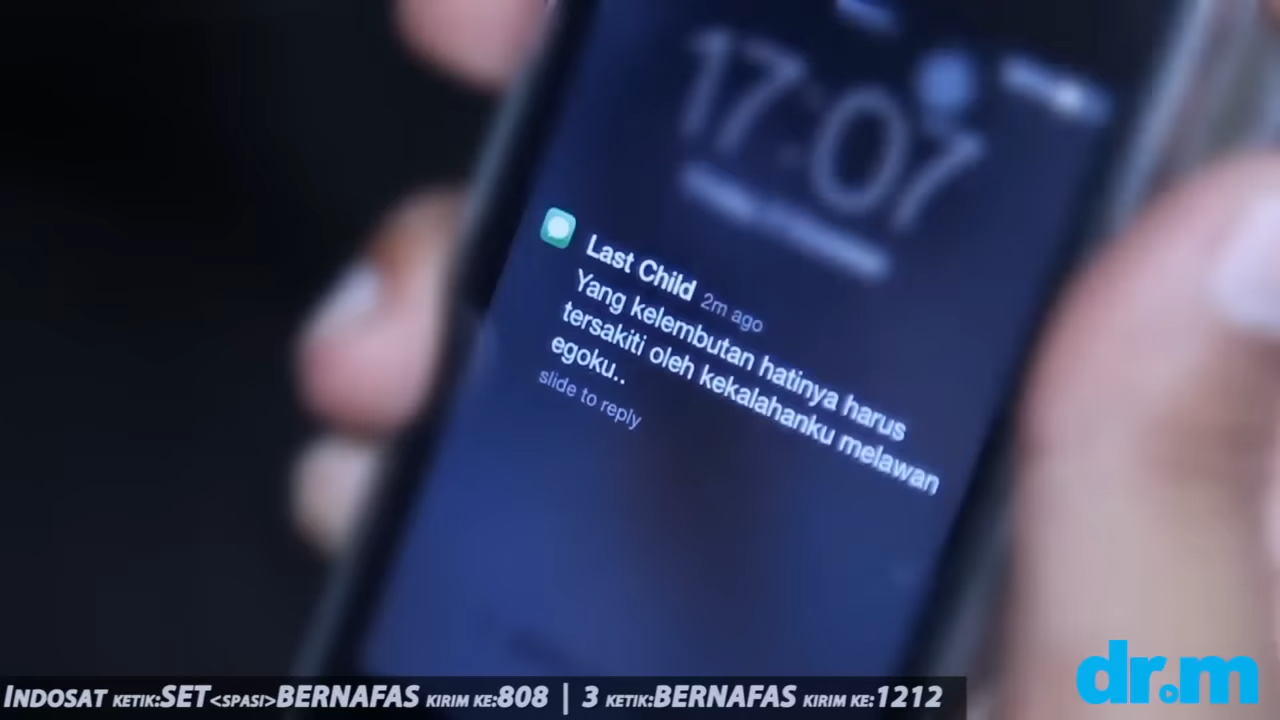 17:07
Last Child 2m ago
Yang kelembutan hatinya harus
tersakiti oleh kekalahanku melawan
egoku..
slide to reply
INDOSAT KETIK:SET<SPASI>BERNAFAS KIRIM KE:808 | 3 KETIK:BERNAFAS KIRIM KE:1212
dr.m